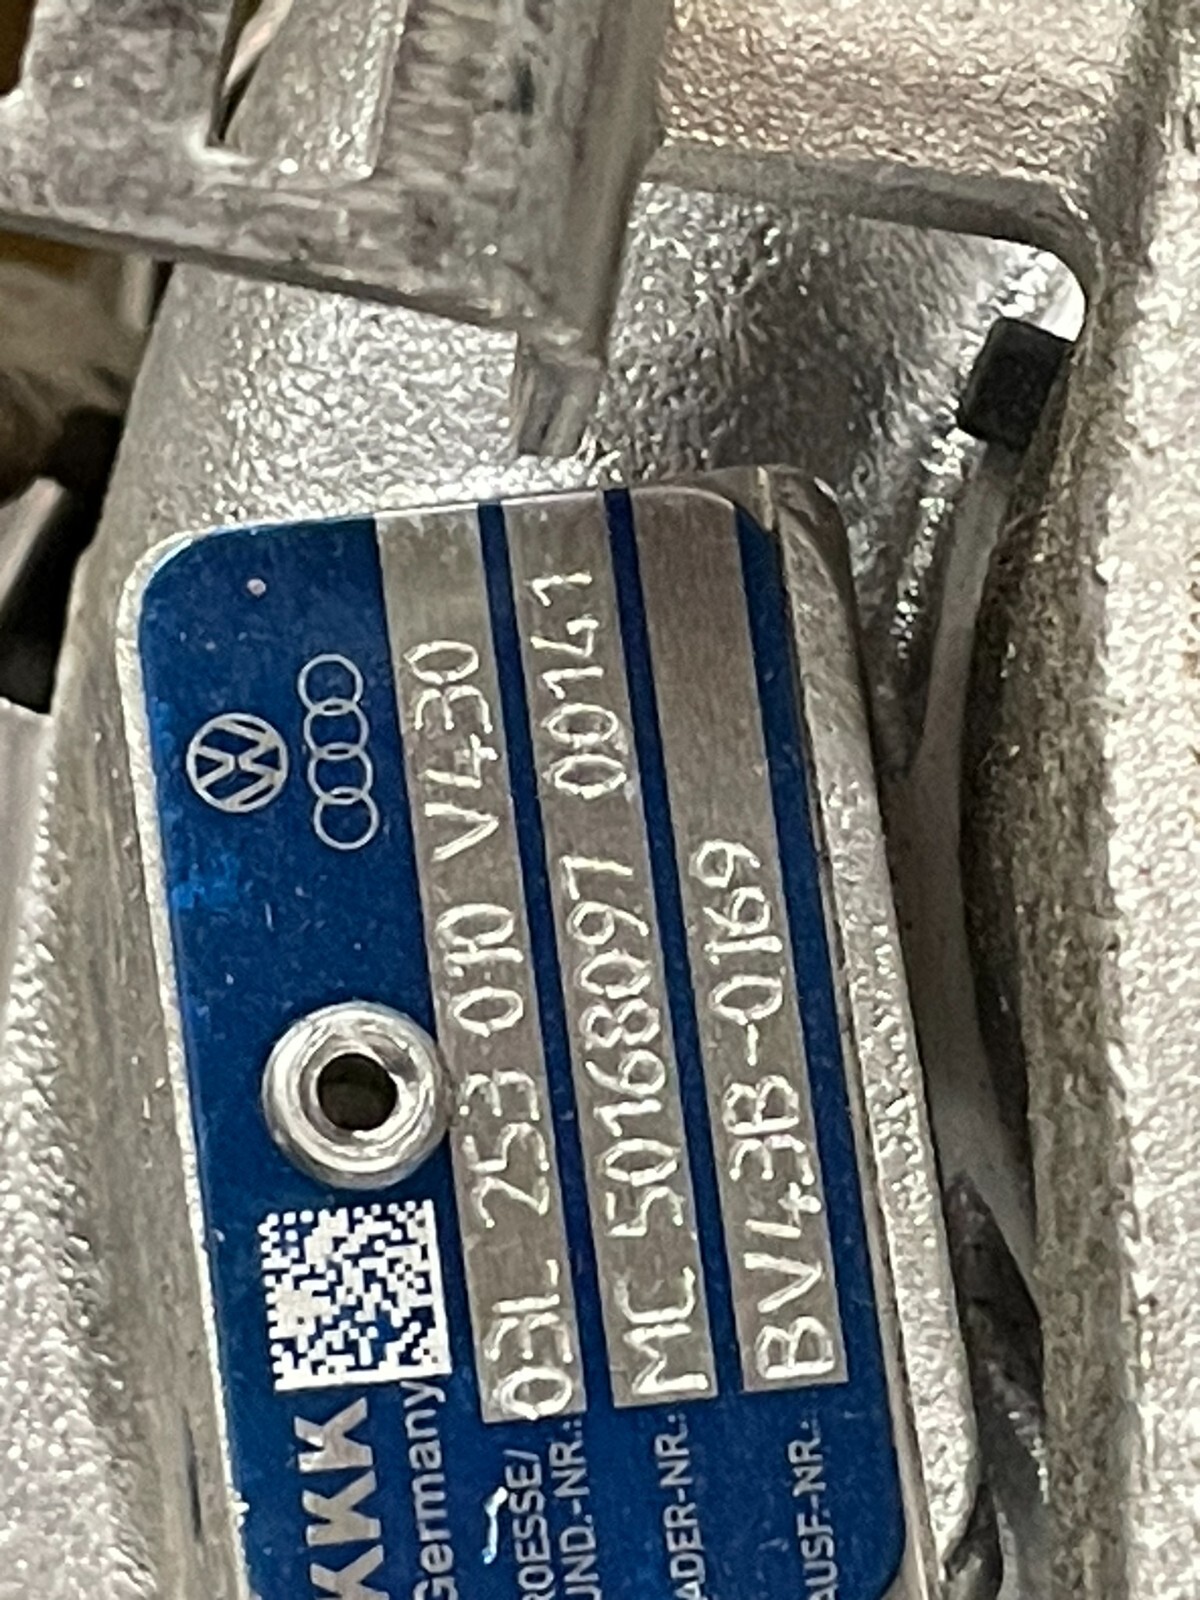 KKK
Germany
ROESSE/
UND.-NR.: 03L 253 010 V430
ADER-NR.: MC 50168097 00141
AUSF.-NR.: BV43B-0169